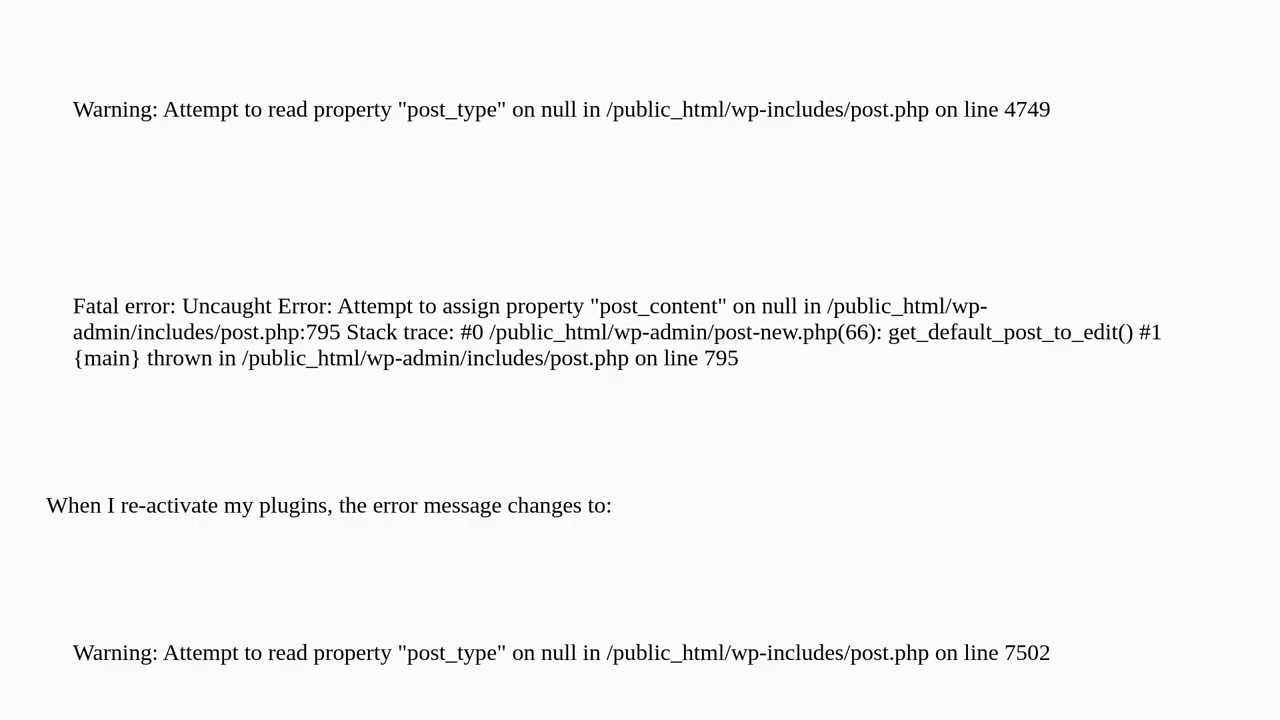 Warning: Attempt to read property "post_type" on null in /public_html/wp-includes/post.php on line 4749
Fatal error: Uncaught Error: Attempt to assign property "post_content" on null in /public_html/wp-
admin/includes/post.php:795 Stack trace: #0 /public_html/wp-admin/post-new.php(66): get_default_post_to_edit() #1
{main} thrown in /public_html/wp-admin/includes/post.php on line 795
When I re-activate my plugins, the error message changes to:
Warning: Attempt to read property "post_type" on null in /public_html/wp-includes/post.php on line 7502